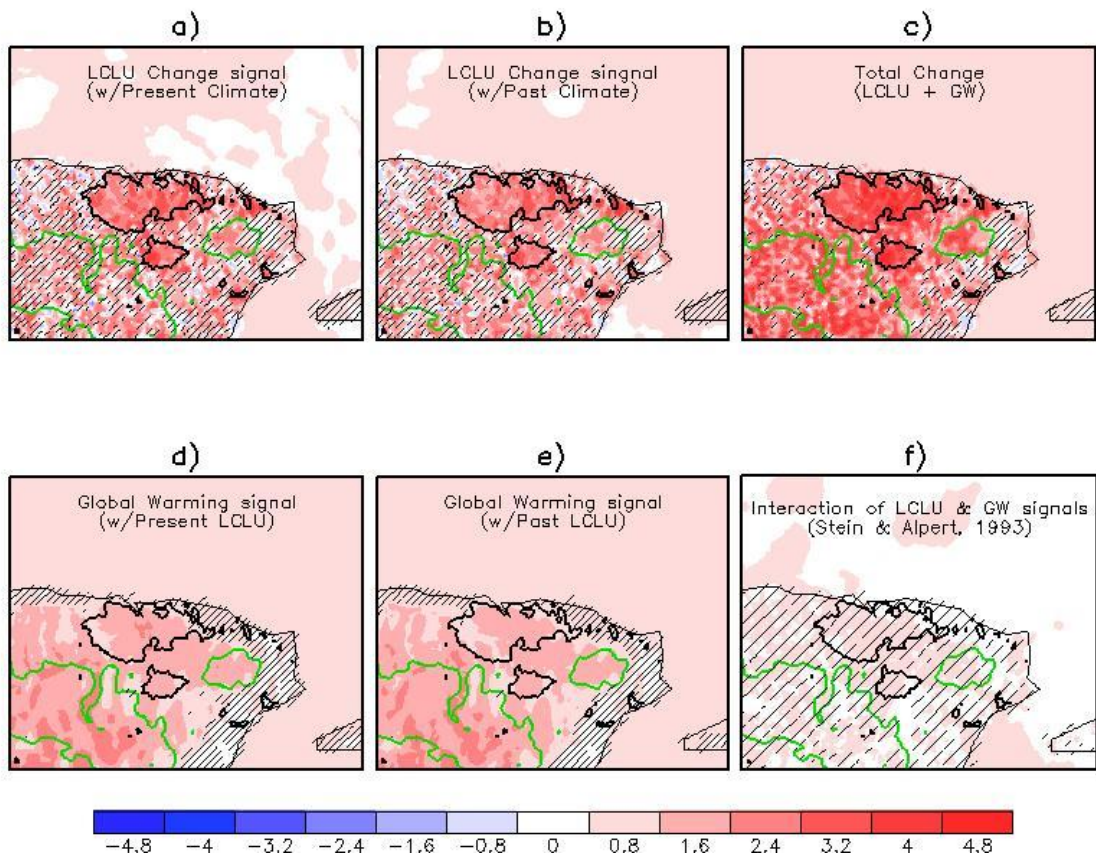 a)
LCLU Change signal
(w/Present Climate)
b)
LCLU Change singnal
(w/Past Climate)
c)
Total Change
(LCLU + GW)
d)
Global Warming signal
(w/Present LCLU)
e)
Global Warming signal
(w/Past LCLU)
f)
Interaction of LCLU & GW signals
(Stein & Alpert, 1993)
-4.8 -4 -3.2 -2.4 -1.6 -0.8 0 0.8 1.6 2.4 3.2 4 4.8